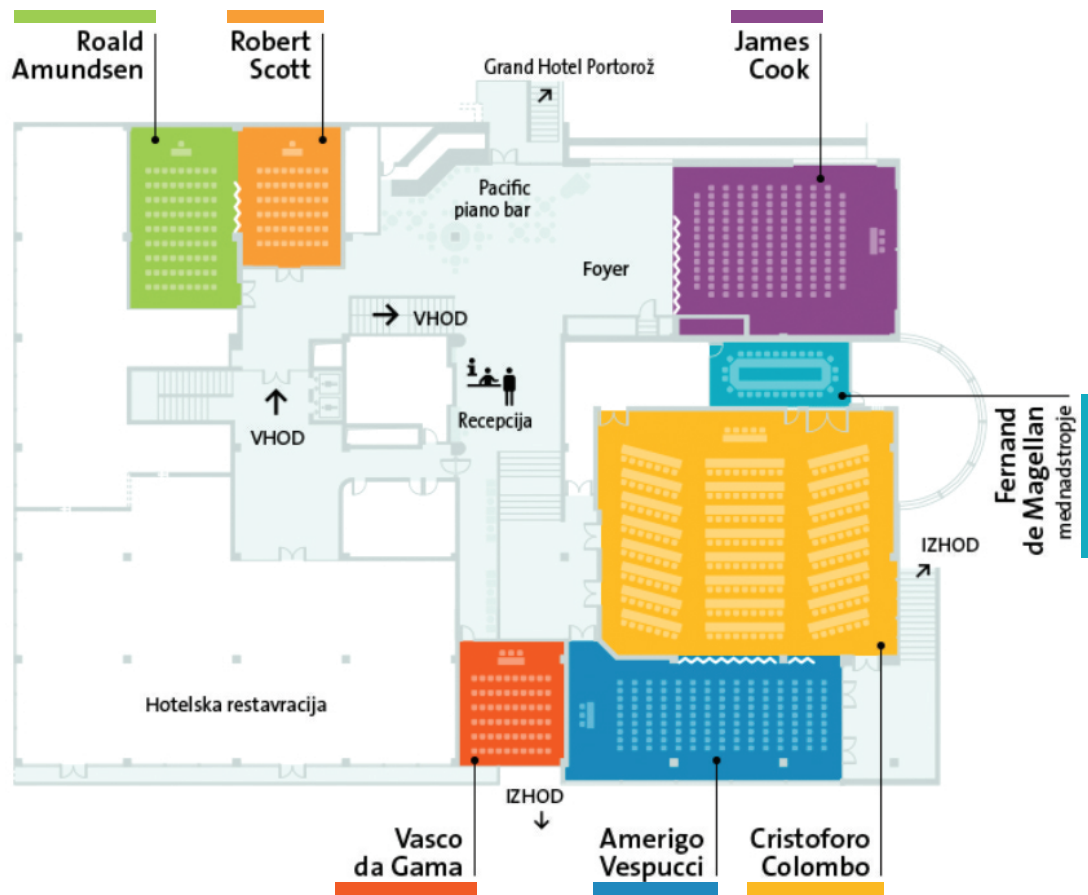 Roald
Amundsen
Robert
Scott
James
Cook
Grand Hotel Portorož
Pacific
piano bar
Foyer
VHOD
i
Recepcija
VHOD
Fernand
de Magellan
mednadstropje
IZHOD
Hotelska restavracija
IZHOD
Vasco
da Gama
Amerigo
Vespucci
Cristoforo
Colombo